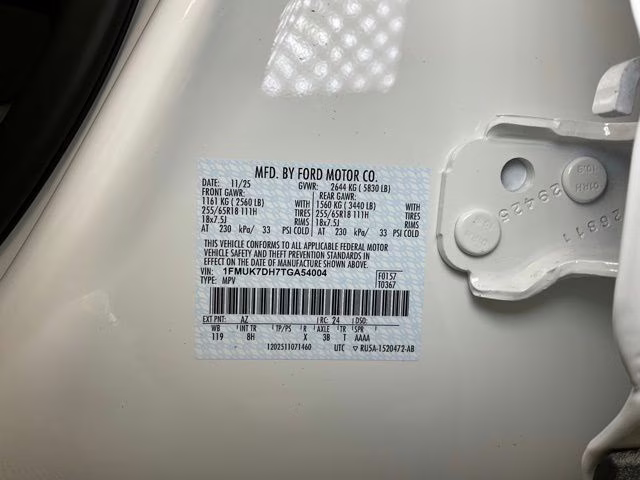 MFD. BY FORD MOTOR CO.
DATE: 11/25 GVWR: 2644 KG ( 5830 LB)
FRONT GAWR: REAR GAWR:
1161 KG ( 2560 LB) 1560 KG ( 3440 LB)
255/65R18 111H TIRES 255/65R18 111H TIRES
18x7.5J RIMS 18x7.5J RIMS
AT 230 kPa/ 33 PSI COLD AT 230 kPa/ 33 PSI COLD
THIS VEHICLE CONFORMS TO ALL APPLICABLE FEDERAL MOTOR
VEHICLE SAFETY AND THEFT PREVENTION STANDARDS IN EFFECT ON THE
DATE OF MANUFACTURE SHOWN ABOVE.
VIN: 1FMUK7DH7TGA54004 F0157
TYPE: MPV T0367
EXT PNT: AZ RC: 24 DSO:
WB INT TR TP/PS R AXLE TR SPR
119 8H X 38 T AAAA
1202511071460 UTC ▽ RU5A-1520472-AB
01RH
10.9
29425